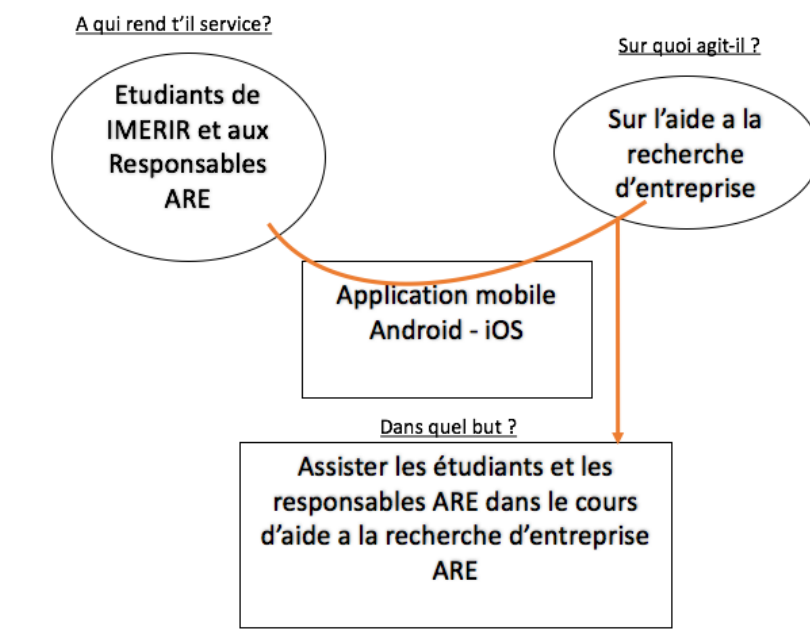 A qui rend t’il service?
Etudiants de
IMERIR et aux
Responsables
ARE
Sur quoi agit-il ?
Sur l’aide a la
recherche
d’entreprise
Application mobile
Android - iOS
Dans quel but ?
Assister les étudiants et les
responsables ARE dans le cours
d’aide a la recherche d’entreprise
ARE